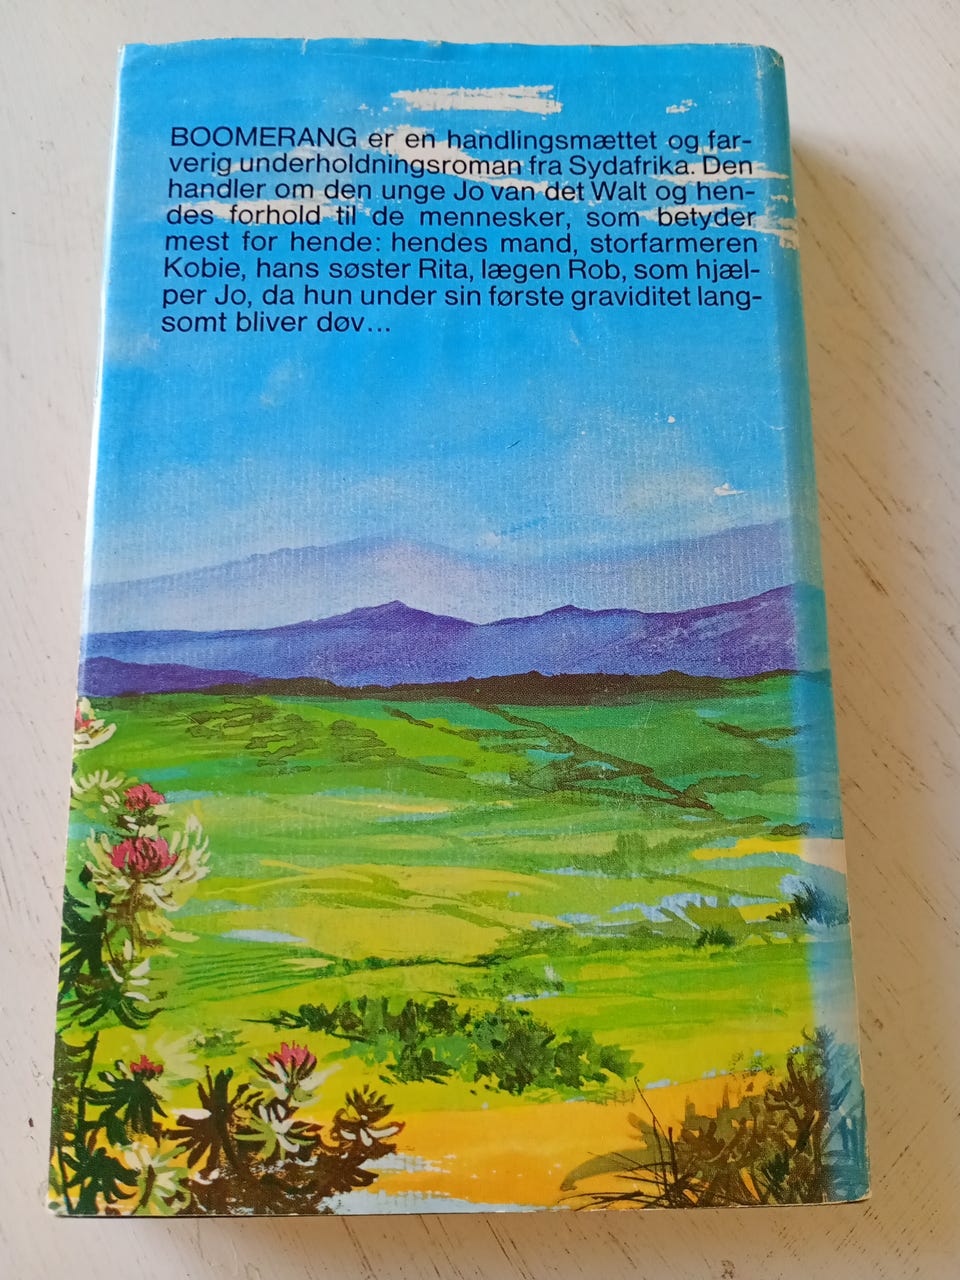 BOOMERANG er en handlingsmættet og far-
verig underholdningsroman fra Sydafrika. Den
handler om den unge Jo van det Walt og hen-
des forhold til de mennesker, som betyder
mest for hende: hendes mand, storfarmeren
Kobie, hans søster Rita, lægen Rob, som hjæl-
per Jo, da hun under sin første graviditet lang-
somt bliver døv...